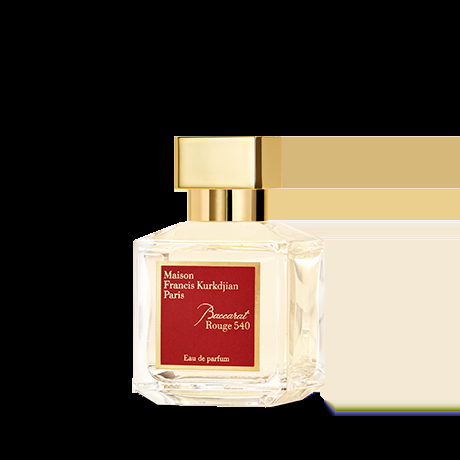 Maison
Francis Kurkdjian
Paris
Baccarat
Rouge 540
Eau de parfum